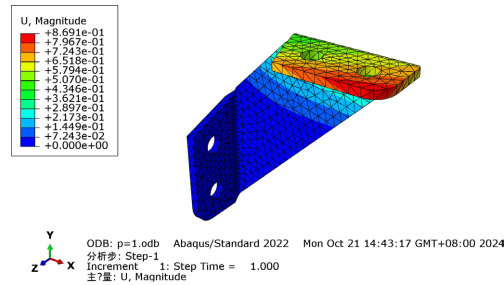 U, Magnitude
+8.691e-01
+7.967e-01
+7.243e-01
+6.518e-01
+5.794e-01
+5.070e-01
+4.346e-01
+3.621e-01
+2.897e-01
+2.173e-01
+1.449e-01
+7.243e-02
+0.000e+00
Y
Z X
ODB: p=1.odb Abaqus/Standard 2022 Mon Oct 21 14:43:17 GMT+08:00 2024
分析步: Step-1
Increment 1: Step Time = 1.000
主?量: U, Magnitude